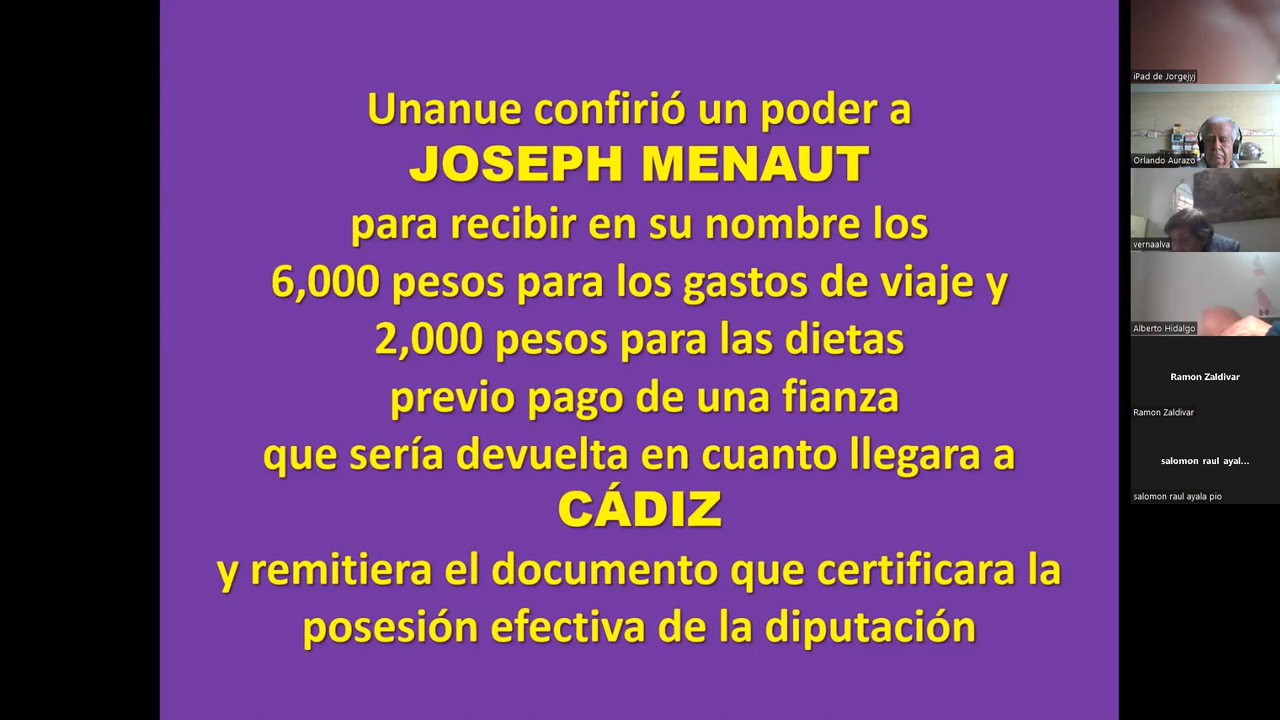 Unanue confirió un poder a
JOSEPH MENAUT
para recibir en su nombre los
6,000 pesos para los gastos de viaje y
2,000 pesos para las dietas
previo pago de una fianza
que sería devuelta en cuanto llegara a
CÁDIZ
y remitiera el documento que certificara la
posesión efectiva de la diputación
iPad de Jorgejyj
Orlando Aurazo
vernaalva
Alberto Hidalgo
Ramon Zaldivar
Ramon Zaldivar
salomon raul ayal...
salomon raul ayala pio